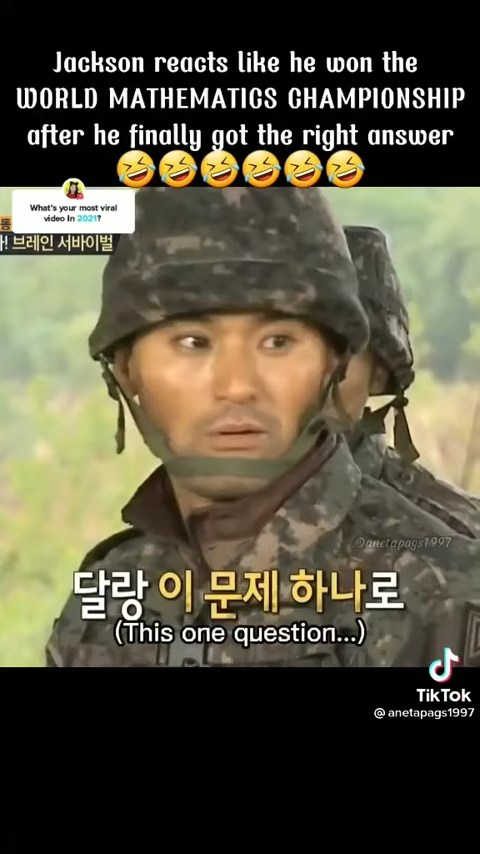 Jackson reacts like he won the
WORLD MATHEMATICS CHAMPIONSHIP
after he finally got the right answer
🤣🤣🤣🤣🤣🤣
What's your most viral
video In 2021?
! 브레인 서바이벌
@anetapags1997
달랑 이 문제 하나로
(This one question...)
TikTok
@anetapags1997